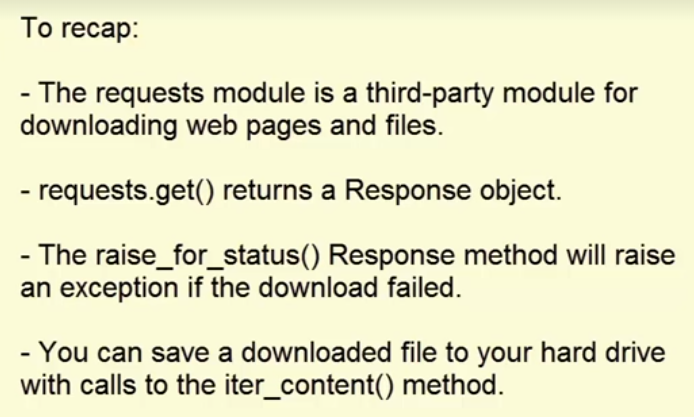 To recap:
- The requests module is a third-party module for
downloading web pages and files.
- requests.get() returns a Response object.
- The raise_for_status() Response method will raise
an exception if the download failed.
- You can save a downloaded file to your hard drive
with calls to the iter_content() method.